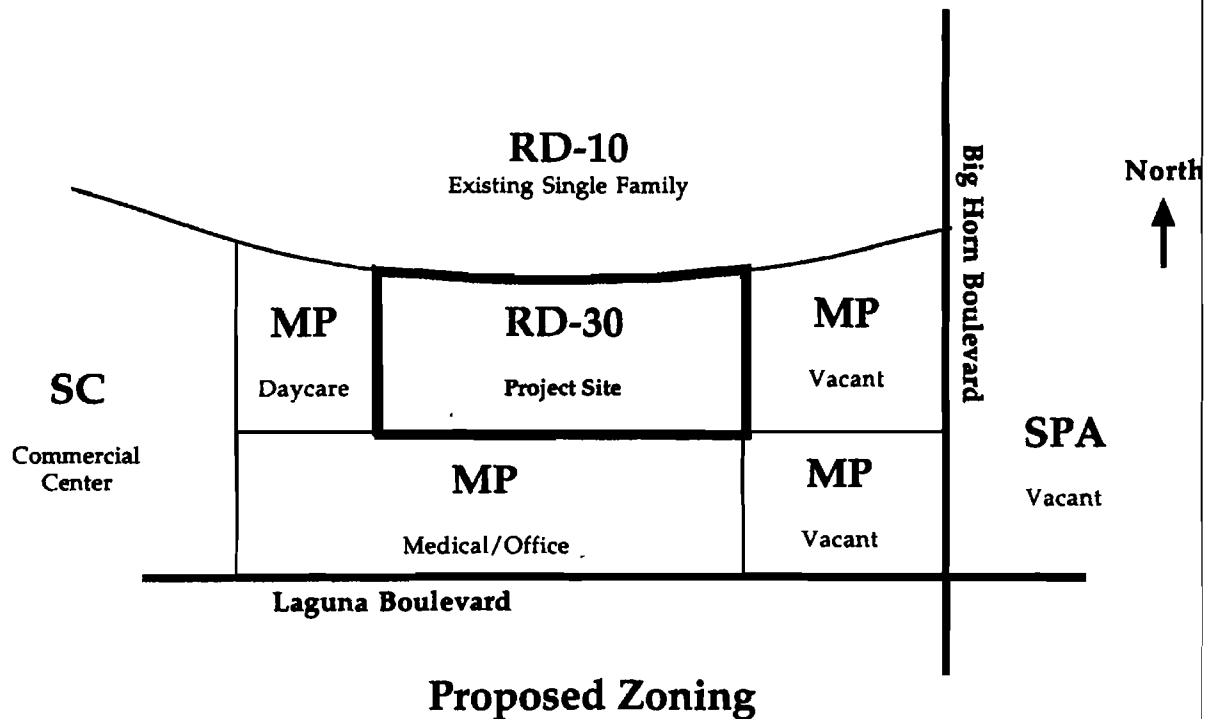 RD-10
Existing Single Family
Big Horn Boulevard
North
MP
Daycare
RD-30
Project Site
MP
Vacant
SC
Commercial
Center
SPA
Vacant
MP
Medical/Office
MP
Vacant
Laguna Boulevard
Proposed Zoning